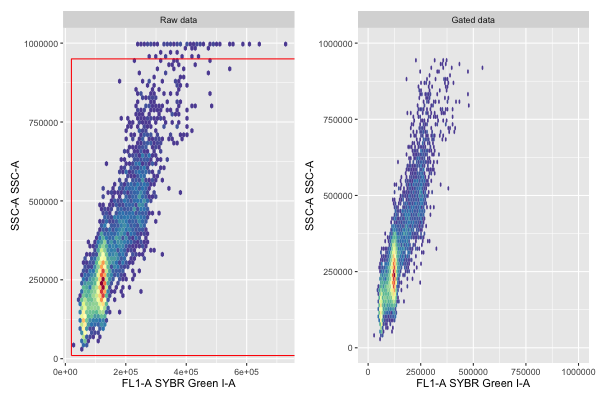 Raw data
Gated data
1000000
750000
500000
250000
0
SSC-A SSC-A
0e+00
2e+05
4e+05
6e+05
FL1-A SYBR Green I-A
1000000
750000
500000
250000
0
SSC-A SSC-A
0
250000
500000
750000
1000000
FL1-A SYBR Green I-A